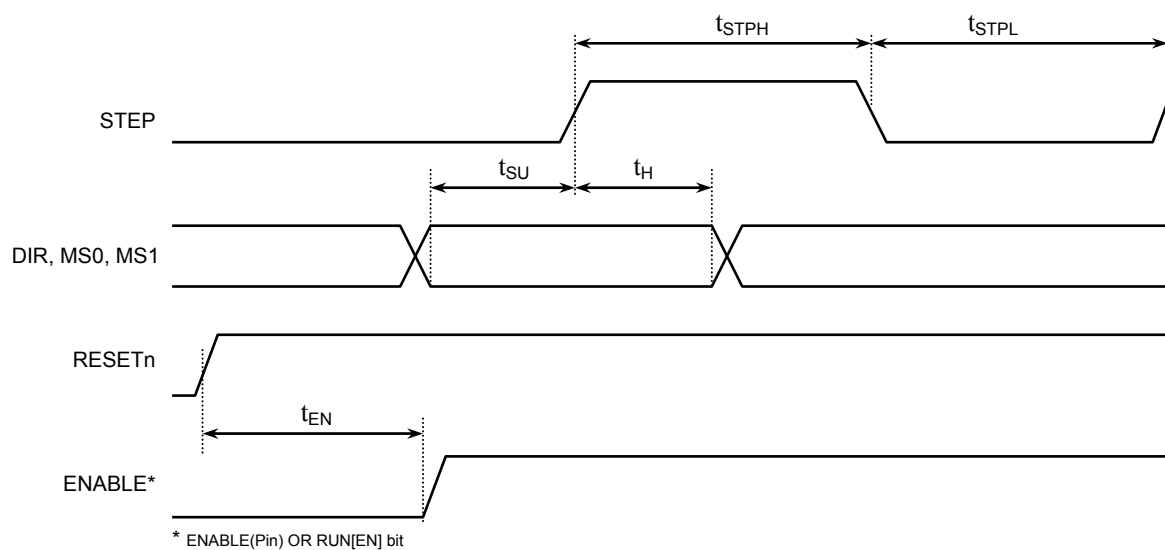 tSTPH
tSTPL
STEP
tSU
tH
DIR, MS0, MS1
RESETn
tEN
ENABLE*
* ENABLE(Pin) OR RUN[EN] bit